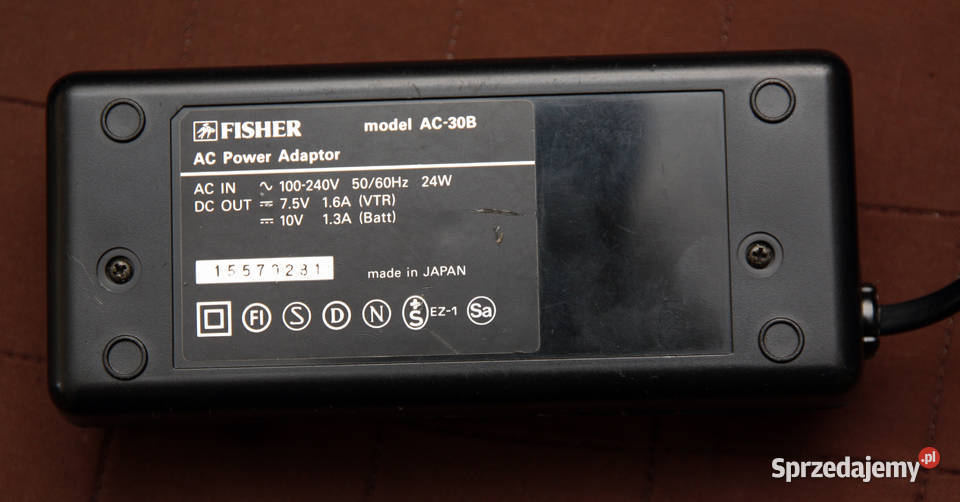 FISHER model AC-30B
AC Power Adaptor
AC IN ∿ 100-240V 50/60Hz 24W
DC OUT ⎓ 7.5V 1.6A (VTR)
⎓ 10V 1.3A (Batt)
15570281
made in JAPAN
FI S D N +S EZ-1 Sa
Sprzedajemy.pl